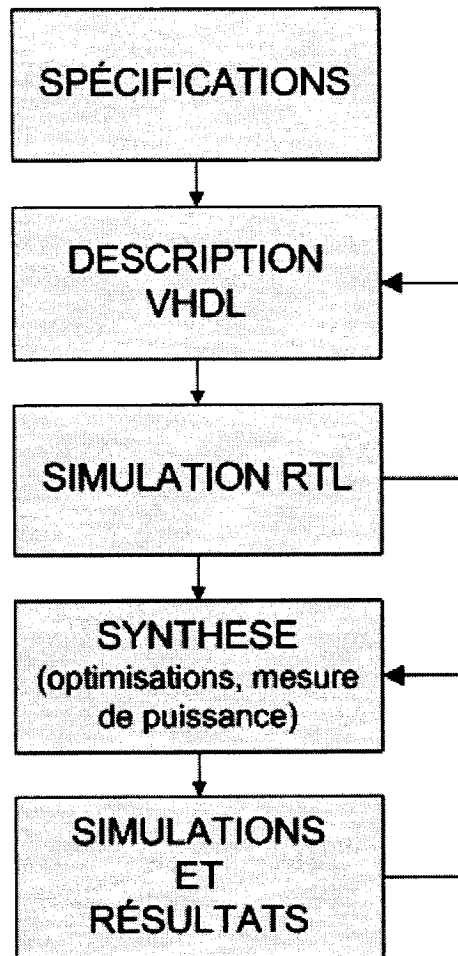 SPÉCIFICATIONS
DESCRIPTION
VHDL
SIMULATION RTL
SYNTHESE
(optimisations, mesure
de puissance)
SIMULATIONS
ET
RÉSULTATS